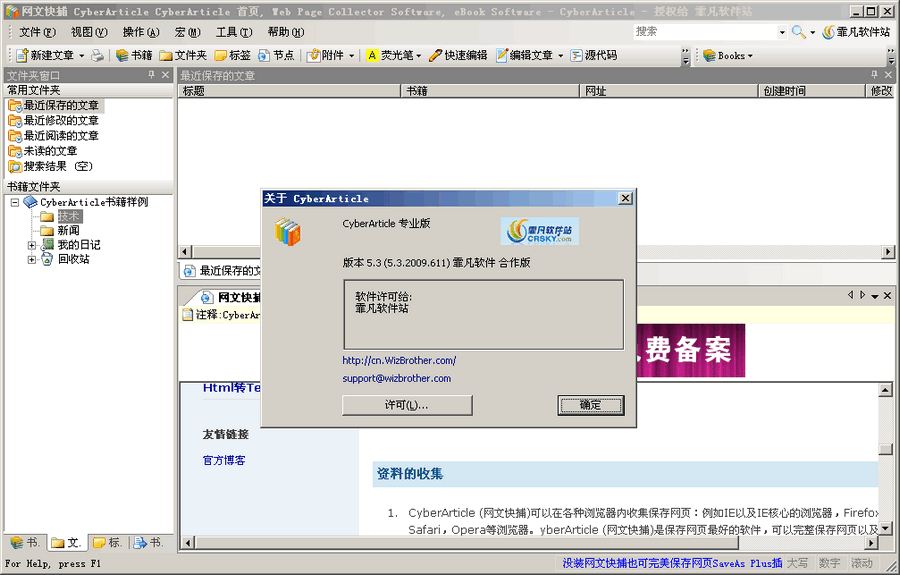 网文快捕 CyberArticle CyberArticle 首页, Web Page Collector Software, eBook Software - CyberArticle - 授权给 霏凡软件站
文件(F) 视图(V) 操作(A) 宏(M) 工具(T) 帮助(H) 搜索 霏凡软件站
新建文章 书籍 文件夹 标签 节点 附件 荧光笔 快速编辑 编辑文章 源代码 Books
文件夹窗口
常用文件夹
最近保存的文章
最近修改的文章
最近阅读的文章
未读的文章
搜索结果 (空)
书籍文件夹
CyberArticle书籍样例
技术
新闻
我的日记
回收站
最近保存的文章
标题 书籍 网址 创建时间 修改
最近保存的文
网文快捕
注释:CyberAr
费备案
关于 CyberArticle
CyberArticle 专业版
霏凡软件站
CRSKY.com
版本 5.3 (5.3.2009.611) 霏凡软件 合作版
软件许可给:
霏凡软件站
http://cn.WizBrother.com/
support@wizbrother.com
许可(L)... 确定
Html转Te
友情链接
官方博客
资料的收集
1. CyberArticle (网文快捕)可以在各种浏览器内收集保存网页：例如IE以及IE核心的浏览器，Firefox
Safari，Opera等浏览器。yberArticle (网文快捕)是保存网页最好的软件，可以完整保存网页以及
书. 文. 标. 书.
For Help, press F1
没装网文快捕也可完美保存网页SaveAs Plus插 大写 数字 滚动